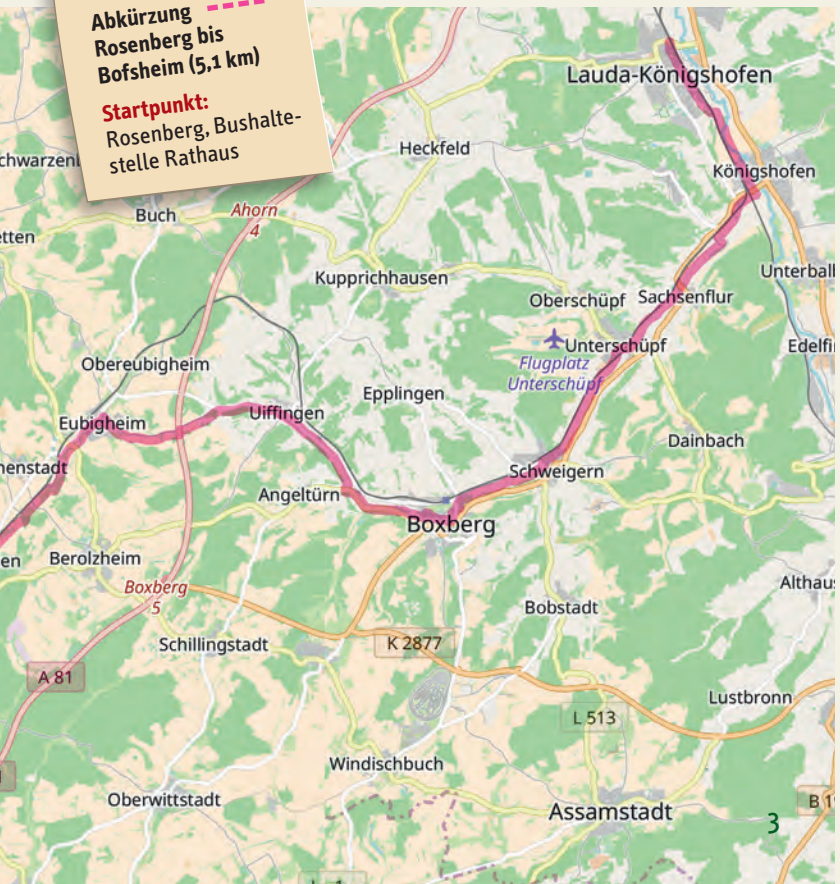 Abkürzung
Rosenberg bis
Bofsheim (5,1 km)
Startpunkt:
Rosenberg, Bushalte-
stelle Rathaus
Lauda-Königshofen
Heckfeld
Königshofen
Buch
Ahorn
4
Kupprichhausen
Oberschüpf
Sachsenflur
Unterschüpf
Flugplatz
Unterschüpf
Obereubigheim
Epplingen
Uiffingen
Eubigheim
Dainbach
Schweigern
Angeltürn
Boxberg
Berolzheim
Boxberg
5
Bobstadt
Schillingstadt
K 2877
A 81
Lustbronn
L 513
Windischbuch
Oberwittstadt
Assamstadt
3